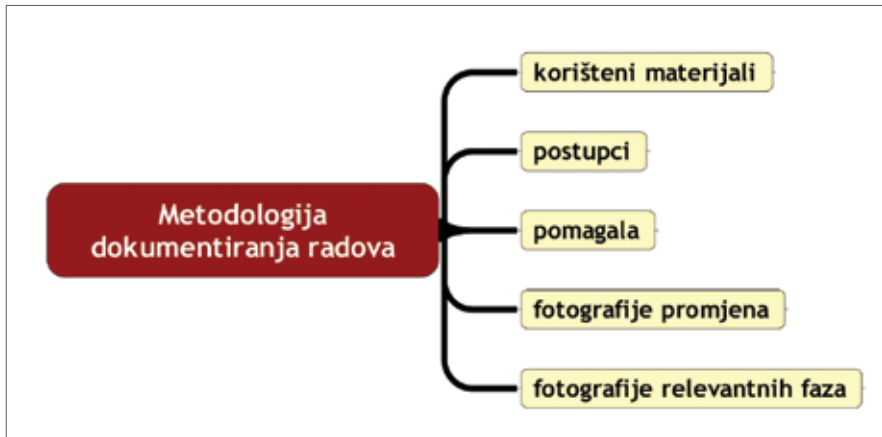 Metodologija
dokumentiranja radova
korišteni materijali
postupci
pomagala
fotografije promjena
fotografije relevantnih faza